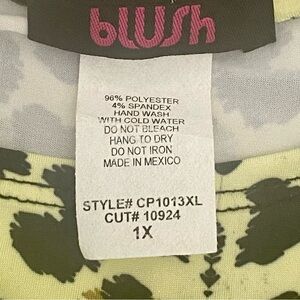 blush
96% POLYESTER
4% SPANDEX
HAND WASH
WITH COLD WATER
DO NOT BLEACH
HANG TO DRY
DO NOT IRON
MADE IN MEXICO
STYLE# CP1013XL
CUT# 10924
1X